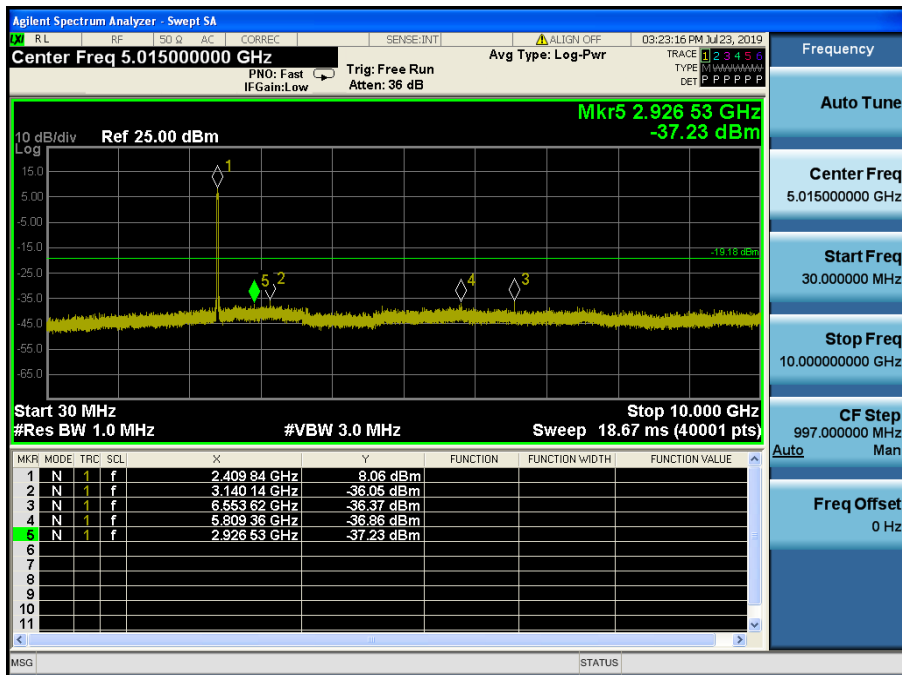 Agilent Spectrum Analyzer - Swept SA
LXI RL RF 50 Ω AC CORREC SENSE:INT ALIGN OFF 03:23:16 PM Jul 23, 2019
Center Freq 5.015000000 GHz
PNO: Fast
IFGain:Low
Trig: Free Run
Atten: 36 dB
Avg Type: Log-Pwr
TRACE 1 2 3 4 5 6
TYPE M WWWWW
DET P P P P P P
Mkr5 2.926 53 GHz
-37.23 dBm
10 dB/div Ref 25.00 dBm
Log
15.0
5.00
-5.00
-15.0
-25.0
-35.0
-45.0
-55.0
-65.0
1
5
2
4
3
-19.18 dBm
Start 30 MHz Stop 10.000 GHz
#Res BW 1.0 MHz #VBW 3.0 MHz Sweep 18.67 ms (40001 pts)
MKR MODE TRC SCL X Y FUNCTION FUNCTION WIDTH FUNCTION VALUE
1 N 1 f 2.409 84 GHz 8.06 dBm
2 N 1 f 3.140 14 GHz -36.05 dBm
3 N 1 f 6.553 62 GHz -36.37 dBm
4 N 1 f 5.809 36 GHz -36.86 dBm
5 N 1 f 2.926 53 GHz -37.23 dBm
6
7
8
9
10
11
MSG STATUS
Frequency
Auto Tune
Center Freq
5.015000000 GHz
Start Freq
30.000000 MHz
Stop Freq
10.000000000 GHz
CF Step
997.000000 MHz
Auto Man
Freq Offset
0 Hz